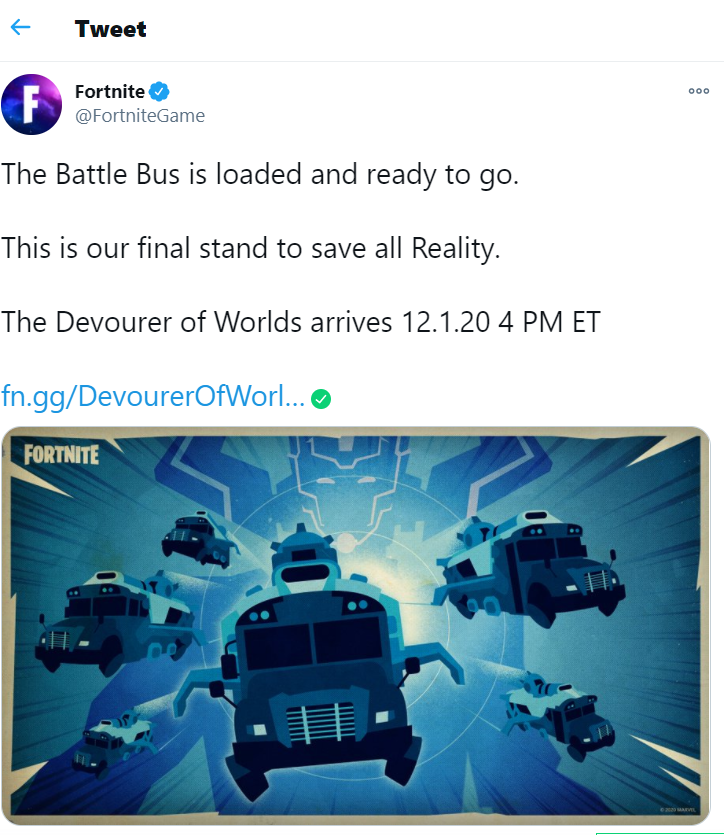 Tweet
Fortnite
@FortniteGame
The Battle Bus is loaded and ready to go.
This is our final stand to save all Reality.
The Devourer of Worlds arrives 12.1.20 4 PM ET
fn.gg/DevourerOfWorl...
FORTNITE
© 2020 MARVEL